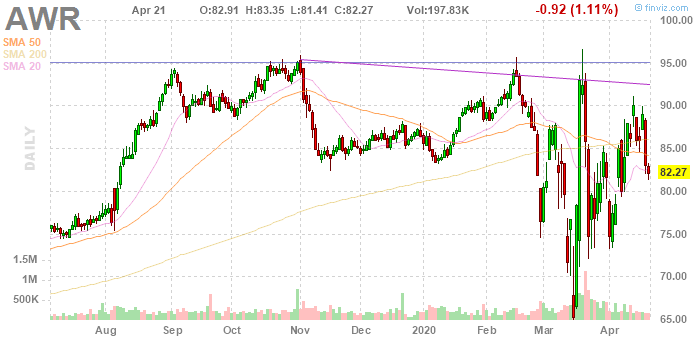 AWR
Apr 21 O:82.91 H:83.35 L:81.41 C:82.27 Vol:197.83K -0.92 (1.11%)
© finviz.com
SMA 50
SMA 200
SMA 20
DAILY
100.00
95.00
90.00
85.00
82.27
80.00
75.00
70.00
65.00
1.5M
1M
500K
Aug Sep Oct Nov Dec 2020 Feb Mar Apr